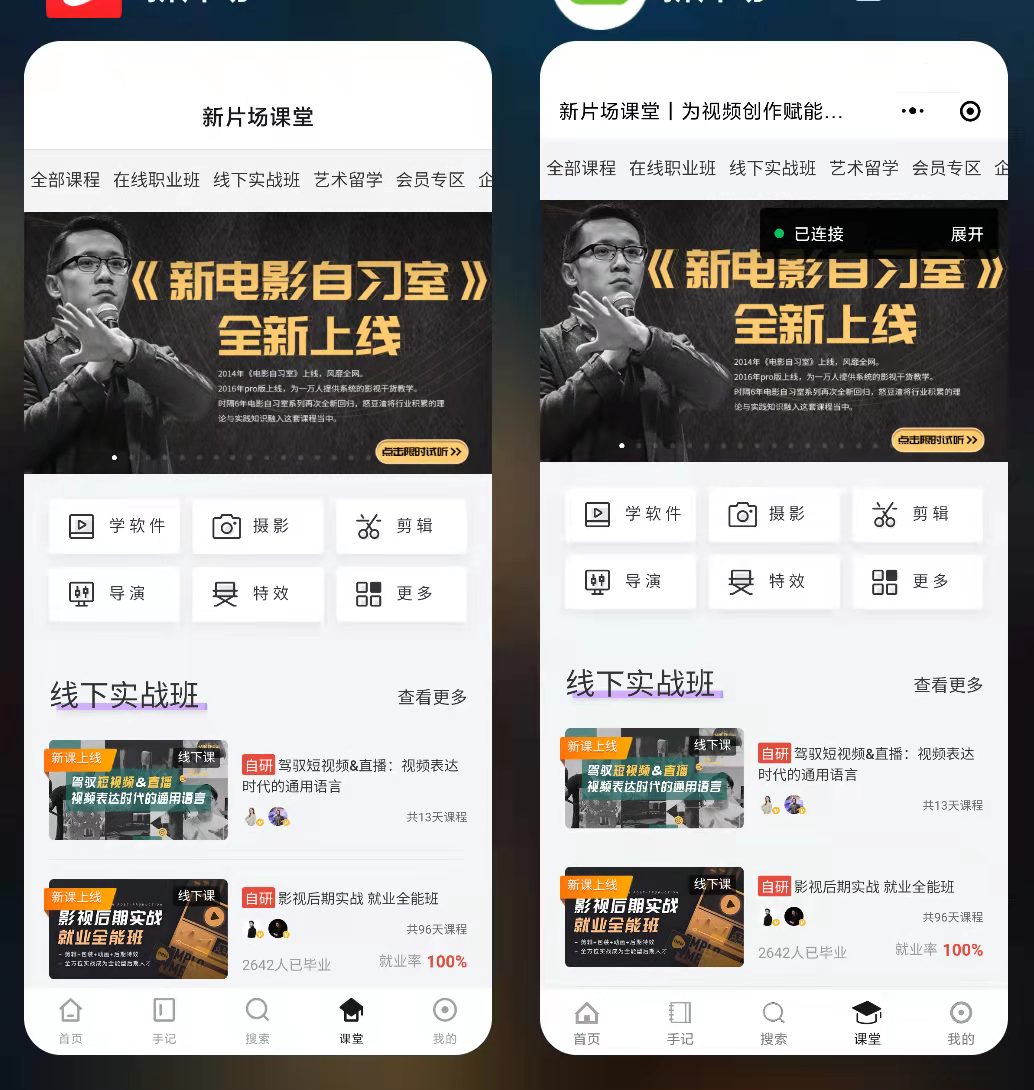 新片场课堂
全部课程 在线职业班 线下实战班 艺术留学 会员专区 企
《新电影自习室》
全新上线
2014年《电影自习室》上线，风靡全网。
2016年pro版上线，为一万人提供系统的影视干货教学。
时隔6年电影自习室系列再次全新回归，憨豆渣将行业积累的理
论与实践知识融入这套课程当中。
点击限时试听
学软件 摄影 剪辑
导演 特效 更多
线下实战班 查看更多
新课上线 线下课
驾驭短视频&直播
视频表达时代的通用语言
自研 驾驭短视频&直播：视频表达
时代的通用语言
共13天课程
新课上线 线下课
影视后期实战
就业全能班
自研 影视后期实战 就业全能班
共96天课程
2642人已毕业 就业率 100%
首页 手记 搜索 课堂 我的
新片场课堂丨为视频创作赋能...
全部课程 在线职业班 线下实战班 艺术留学 会员专区 企
已连接 展开
《新电影自习室》
全新上线
2014年《电影自习室》上线，风靡全网。
2016年pro版上线，为一万人提供系统的影视干货教学。
时隔6年电影自习室系列再次全新回归，憨豆渣将行业积累的理
论与实践知识融入这套课程当中。
点击限时试听
学软件 摄影 剪辑
导演 特效 更多
线下实战班 查看更多
新课上线 线下课
驾驭短视频&直播
视频表达时代的通用语言
自研 驾驭短视频&直播：视频表达
时代的通用语言
共13天课程
新课上线 线下课
影视后期实战
就业全能班
自研 影视后期实战 就业全能班
共96天课程
2642人已毕业 就业率 100%
首页 手记 搜索 课堂 我的